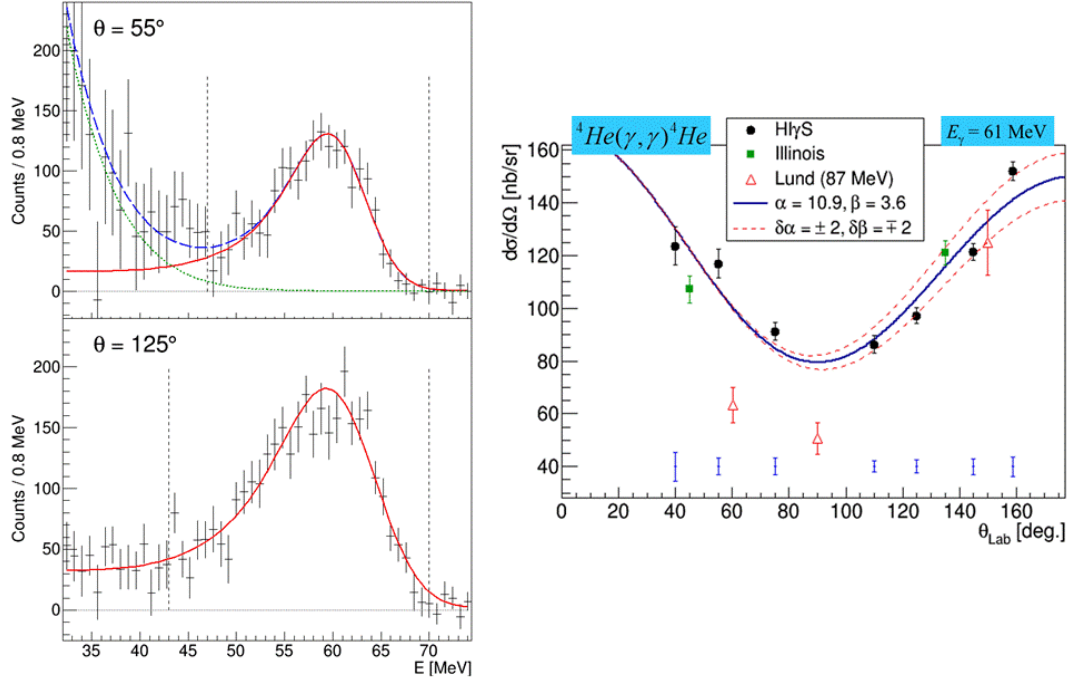 θ = 55°
Counts / 0.8 MeV
200
150
100
50
0
θ = 125°
Counts / 0.8 MeV
200
150
100
50
0
35 40 45 50 55 60 65 70
E [MeV]
⁴He(γ, γ)⁴He
E_γ = 61 MeV
HIγS
Illinois
Lund (87 MeV)
α = 10.9, β = 3.6
δα = ± 2, δβ = ∓ 2
dσ/dΩ [nb/sr]
160
140
120
100
80
60
40
0 20 40 60 80 100 120 140 160
θ_Lab [deg.]